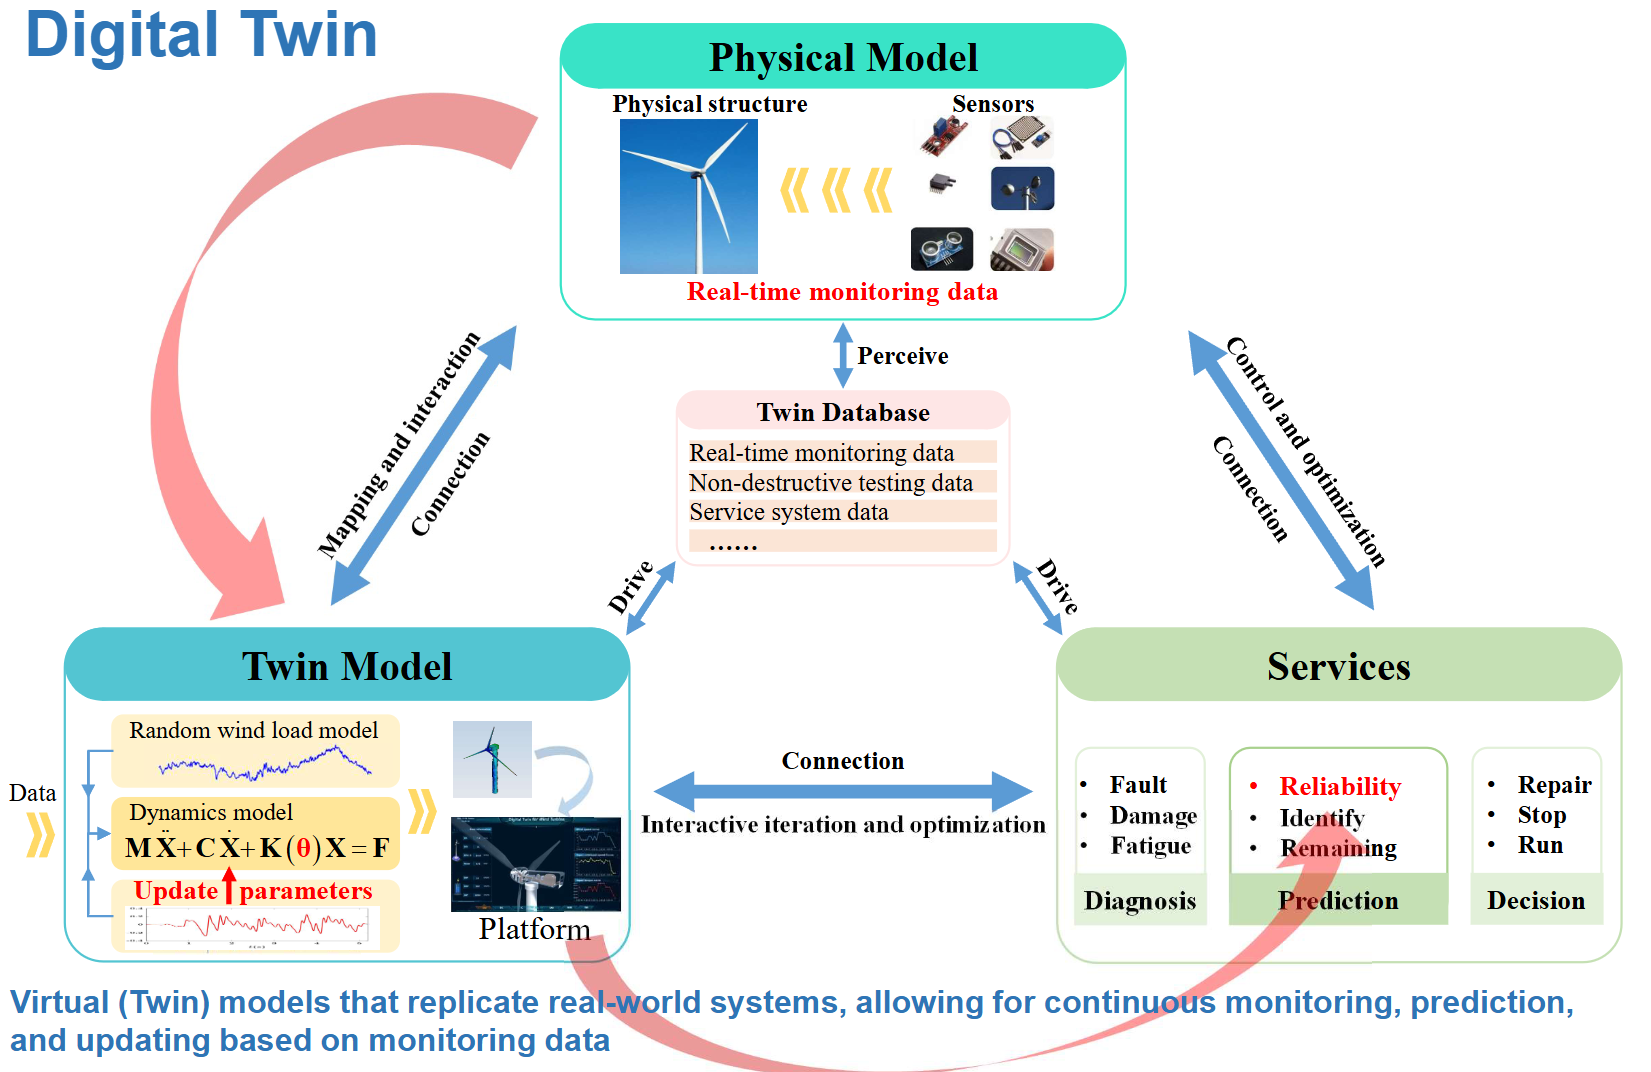 Digital Twin
Physical Model
Physical structure
Sensors
Real-time monitoring data
Perceive
Mapping and interaction
Connection
Control and optimization
Connection
Twin Database
Real-time monitoring data
Non-destructive testing data
Service system data
......
Drive
Drive
Twin Model
Data
Random wind load model
Dynamics model
MẌ+CẊ+K(θ)X=F
Update parameters
Platform
Connection
Interactive iteration and optimization
Services
• Fault
• Damage
• Fatigue
Diagnosis
• Reliability
• Identify
• Remaining
Prediction
• Repair
• Stop
• Run
Decision
Virtual (Twin) models that replicate real-world systems, allowing for continuous monitoring, prediction,
and updating based on monitoring data